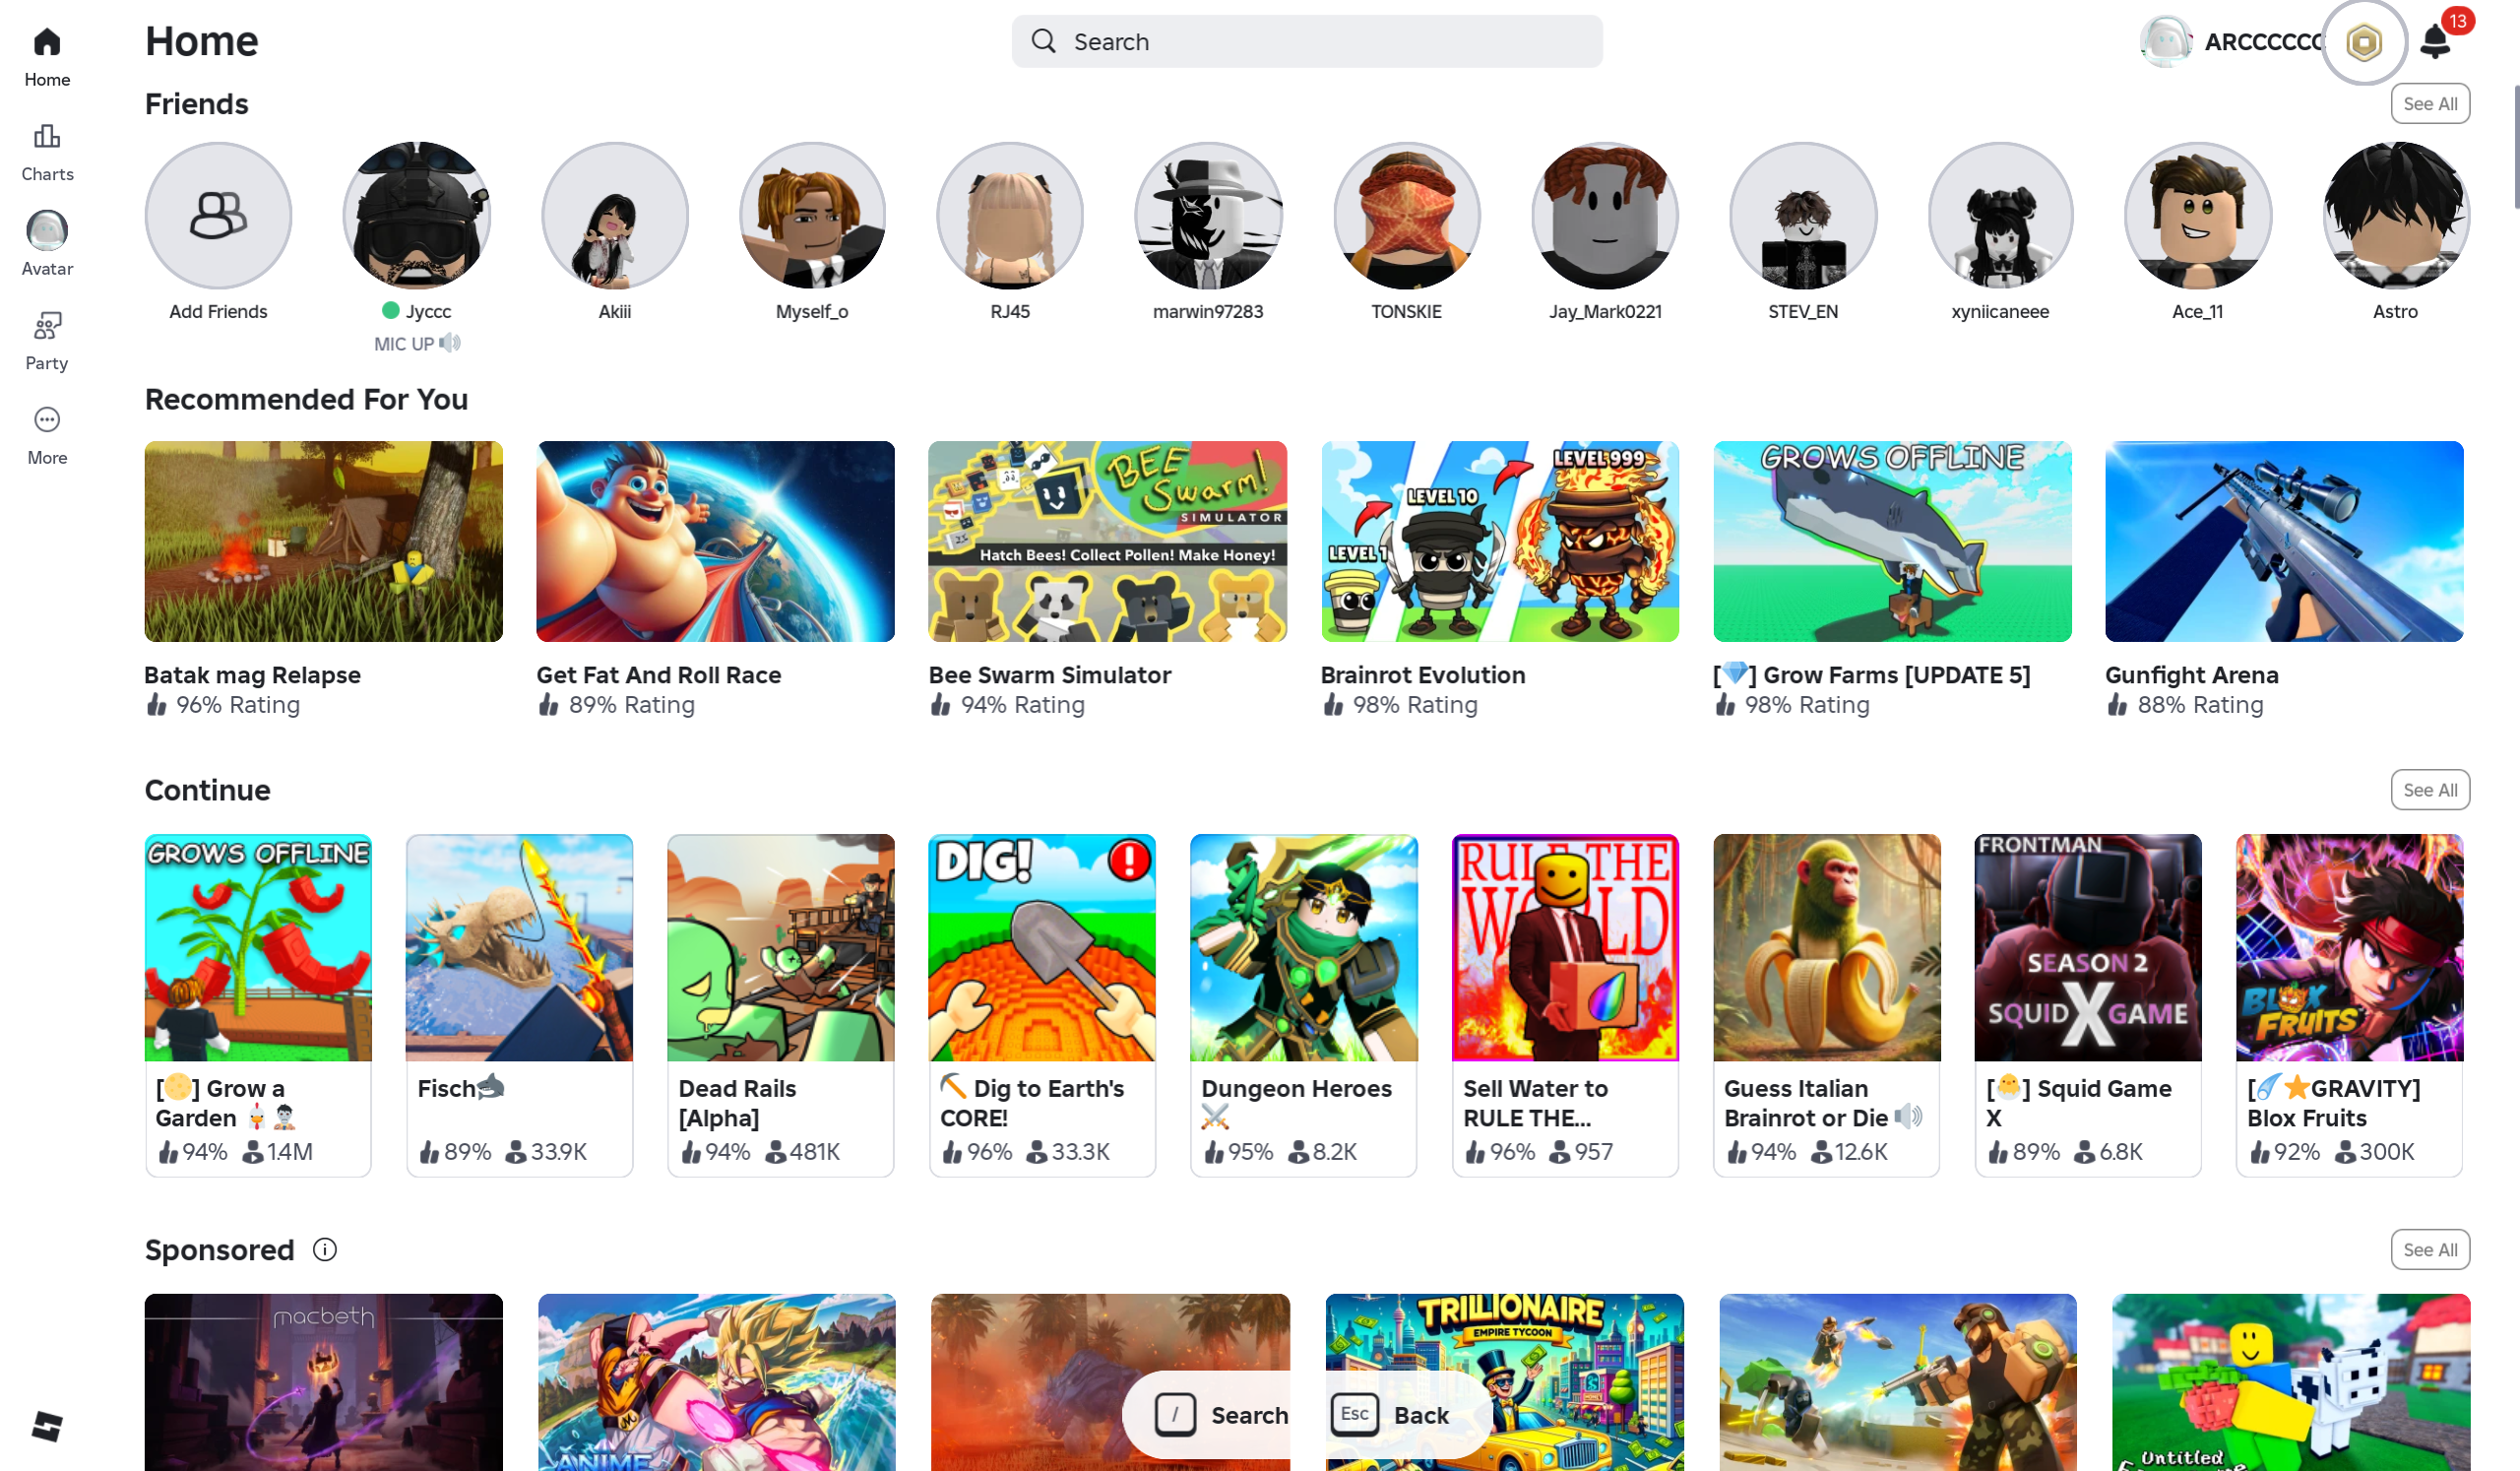 Home
Search
ARCCCCCC
13
Home
Charts
Avatar
Party
More
Friends
See All
Add Friends
Jyccc
MIC UP
Akiii
Myself_o
RJ45
marwin97283
TONSKIE
Jay_Mark0221
STEV_EN
xyniicaneee
Ace_11
Astro
Recommended For You
BEE
Swarm!
SIMULATOR
Hatch Bees! Collect Pollen! Make Honey!
LEVEL 1
LEVEL 10
LEVEL 999
GROWS OFFLINE
Batak mag Relapse
96% Rating
Get Fat And Roll Race
89% Rating
Bee Swarm Simulator
94% Rating
Brainrot Evolution
98% Rating
[💎] Grow Farms [UPDATE 5]
98% Rating
Gunfight Arena
88% Rating
Continue
See All
GROWS OFFLINE
DIG!
RULE THE
WORLD
FRONTMAN
SEASON 2
SQUID X GAME
BLOX
FRUITS
[🌕] Grow a
Garden 🐓🧛
94% 1.4M
Fisch🦈
89% 33.9K
Dead Rails
[Alpha]
94% 481K
⛏️ Dig to Earth's
CORE!
96% 33.3K
Dungeon Heroes
⚔️
95% 8.2K
Sell Water to
RULE THE...
96% 957
Guess Italian
Brainrot or Die 🔊
94% 12.6K
[🐣] Squid Game
X
89% 6.8K
[☄️⭐GRAVITY]
Blox Fruits
92% 300K
Sponsored
See All
macbeth
ANIME
TRILLIONAIRE
EMPIRE TYCOON
Untitled
/ Search
Esc Back